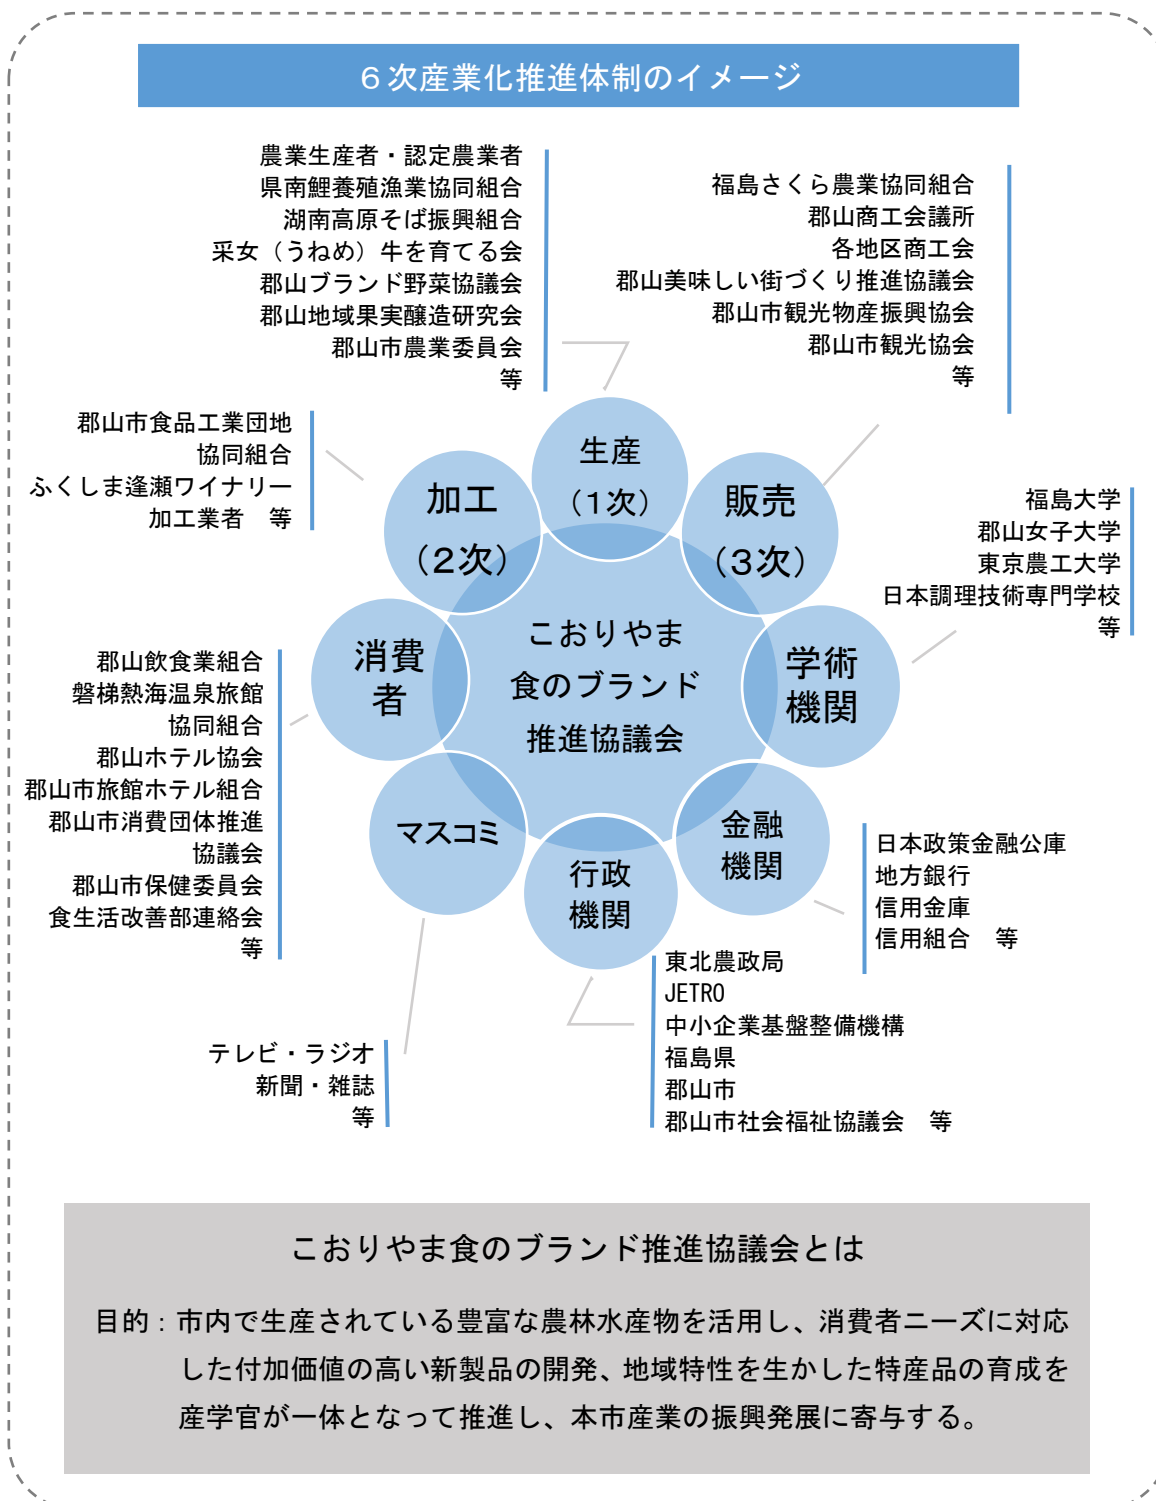 ６次産業化推進体制のイメージ
農業生産者・認定農業者
県南鯉養殖漁業協同組合
湖南高原そば振興組合
采女（うねめ）牛を育てる会
郡山ブランド野菜協議会
郡山地域果実醸造研究会
郡山市農業委員会
等
福島さくら農業協同組合
郡山商工会議所
各地区商工会
郡山美味しい街づくり推進協議会
郡山市観光物産振興協会
郡山市観光協会
等
郡山市食品工業団地
協同組合
ふくしま逢瀬ワイナリー
加工業者　等
生産
（１次）
加工
（２次）
販売
（３次）
福島大学
郡山女子大学
東京農工大学
日本調理技術専門学校
等
こおりやま
食のブランド
推進協議会
消費
者
学術
機関
郡山飲食業組合
磐梯熱海温泉旅館
協同組合
郡山ホテル協会
郡山市旅館ホテル組合
郡山市消費団体推進
協議会
郡山市保健委員会
食生活改善部連絡会
等
マスコミ
金融
機関
行政
機関
日本政策金融公庫
地方銀行
信用金庫
信用組合　等
東北農政局
JETRO
中小企業基盤整備機構
福島県
郡山市
郡山市社会福祉協議会　等
テレビ・ラジオ
新聞・雑誌
等
こおりやま食のブランド推進協議会とは
目的：市内で生産されている豊富な農林水産物を活用し、消費者ニーズに対応
した付加価値の高い新製品の開発、地域特性を生かした特産品の育成を
産学官が一体となって推進し、本市産業の振興発展に寄与する。